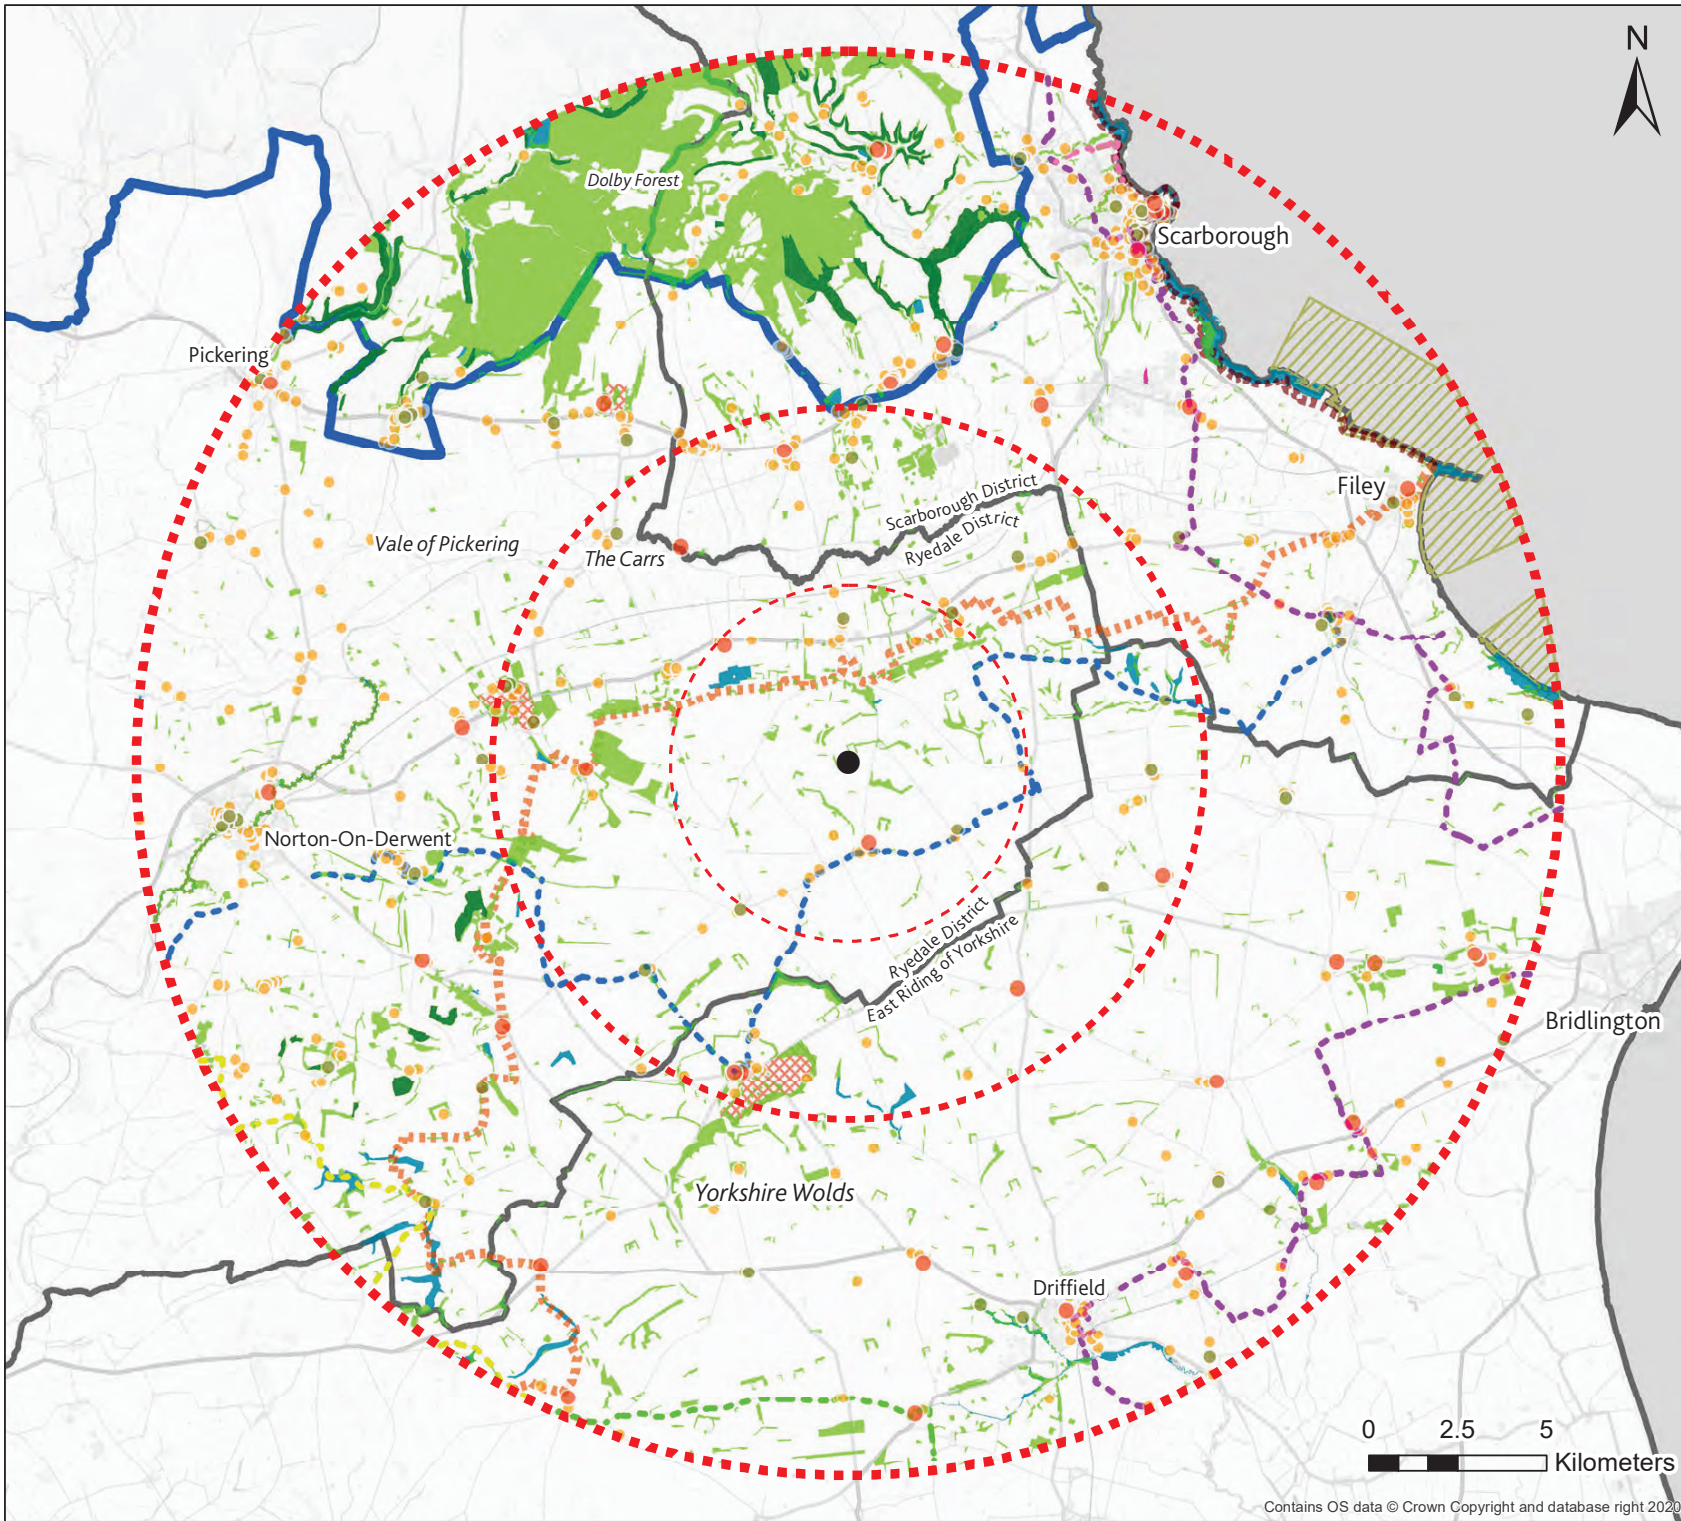 N
Dolby Forest
Scarborough
Pickering
Filey
Scarborough District
Ryedale District
Vale of Pickering
The Carrs
Norton-On-Derwent
Ryedale District
East Riding of Yorkshire
Bridlington
Yorkshire Wolds
Driffield
0 2.5 5
Kilometers
Contains OS data © Crown Copyright and database right 2020